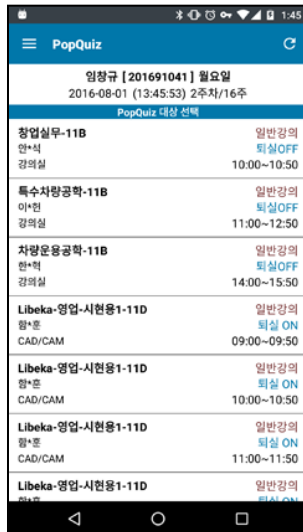 1:45
PopQuiz
임창규 [ 201691041 ] 월요일
2016-08-01 (13:45:53) 2주차/16주
PopQuiz 대상 선택
창업실무-11B 일반강의
안*석 퇴실OFF
강의실 10:00~10:50
특수차량공학-11B 일반강의
이*헌 퇴실OFF
강의실 11:00~12:50
차량운용공학-11B 일반강의
한*혁 퇴실OFF
강의실 14:00~15:50
Libeka-영업-시현용1-11D 일반강의
함*훈 퇴실 ON
CAD/CAM 09:00~09:50
Libeka-영업-시현용1-11D 일반강의
함*훈 퇴실 ON
CAD/CAM 10:00~10:50
Libeka-영업-시현용1-11D 일반강의
함*훈 퇴실 ON
CAD/CAM 11:00~11:50
Libeka-영업-시현용1-11D 일반강의